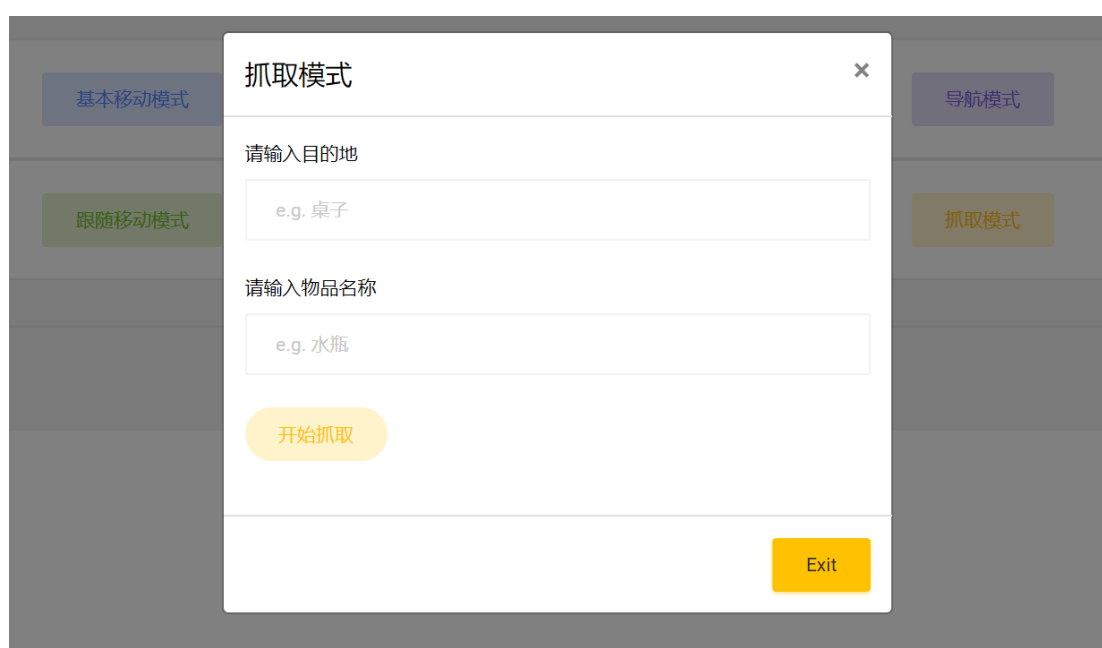 抓取模式
×
基本移动模式
导航模式
请输入目的地
e.g. 桌子
跟随移动模式
抓取模式
请输入物品名称
e.g. 水瓶
开始抓取
Exit